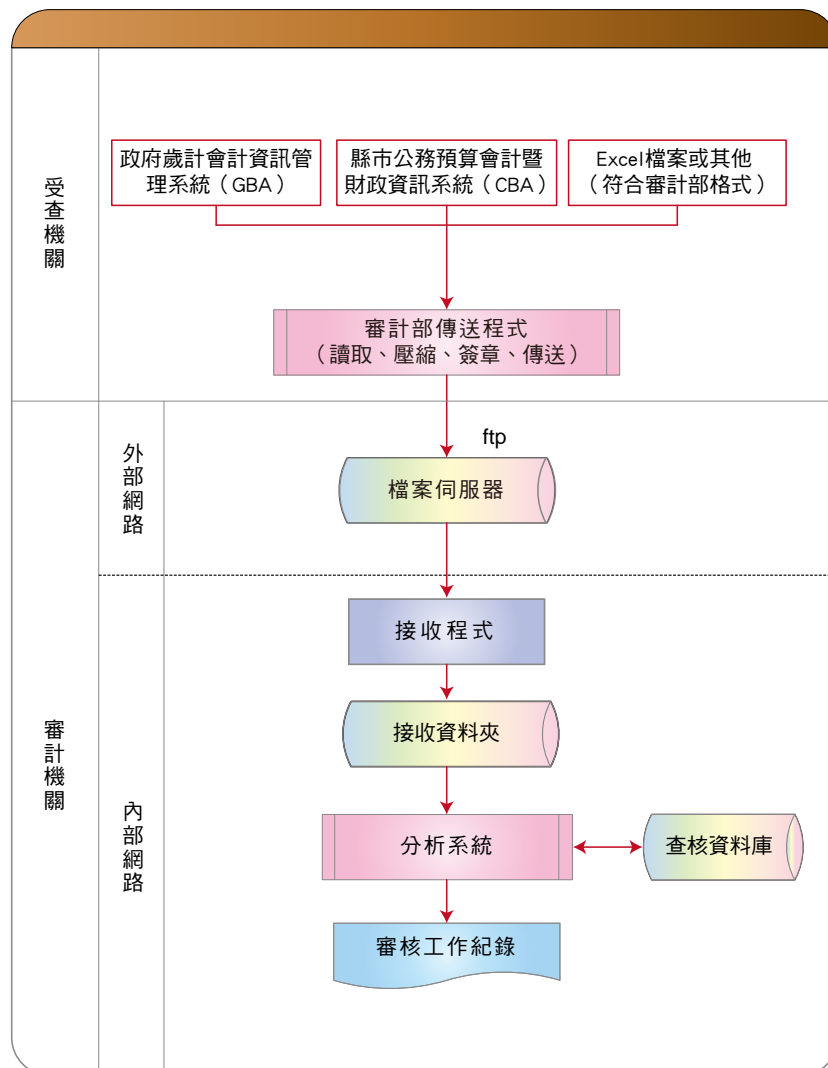 受查機關
政府歲計會計資訊管
理系統（GBA）
縣市公務預算會計暨
財政資訊系統（CBA）
Excel檔案或其他
（符合審計部格式）
審計部傳送程式
（讀取、壓縮、簽章、傳送）
審計機關
外部網路
ftp
檔案伺服器
內部網路
接收程式
接收資料夾
分析系統
查核資料庫
審核工作紀錄